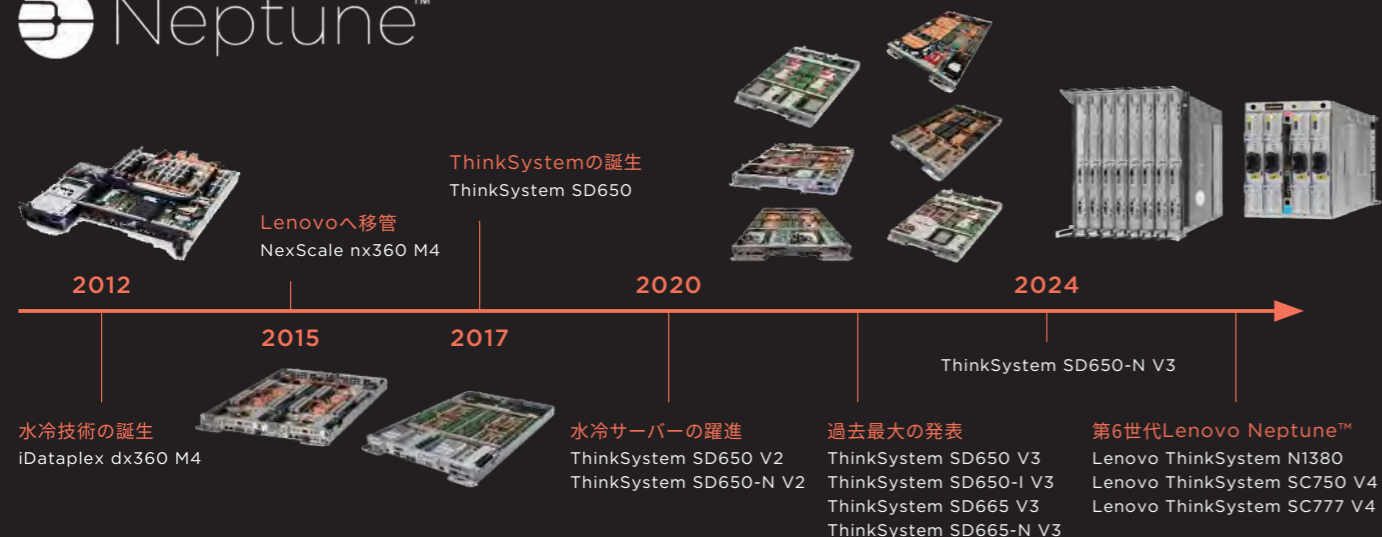 Neptune™
ThinkSystemの誕生
ThinkSystem SD650
Lenovoへ移管
NexScale nx360 M4
2012
2020
2024
2015
2017
ThinkSystem SD650-N V3
水冷技術の誕生
iDataplex dx360 M4
水冷サーバーの躍進
ThinkSystem SD650 V2
ThinkSystem SD650-N V2
過去最大の発表
ThinkSystem SD650 V3
ThinkSystem SD650-I V3
ThinkSystem SD665 V3
ThinkSystem SD665-N V3
第6世代Lenovo Neptune™
Lenovo ThinkSystem N1380
Lenovo ThinkSystem SC750 V4
Lenovo ThinkSystem SC777 V4